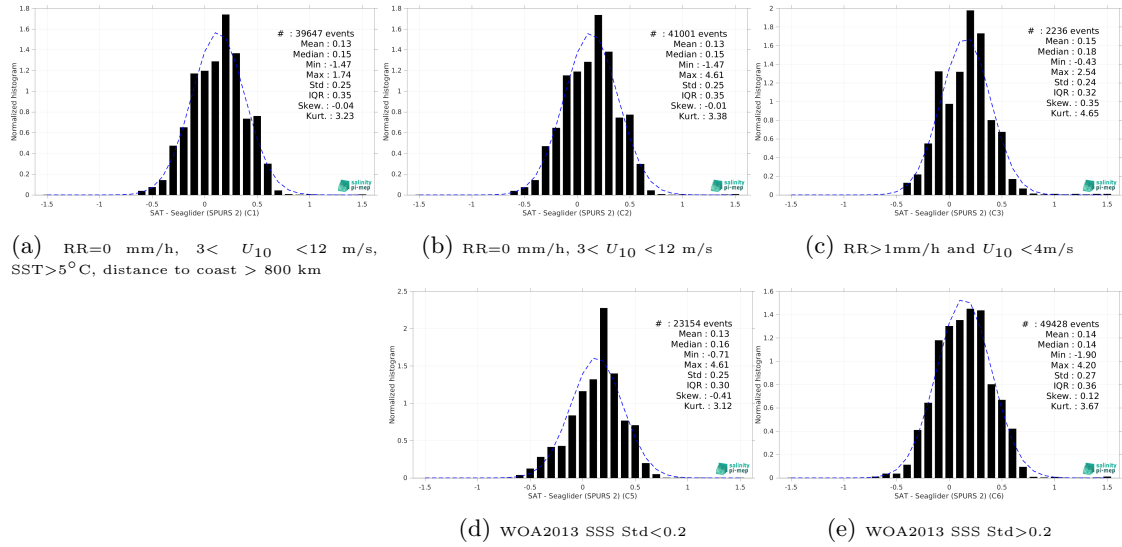 1.8
1.6
1.4
1.2
1
0.8
0.6
0.4
0.2
0
Normalized histogram
# : 39647 events
Mean : 0.13
Median : 0.15
Min : -1.47
Max : 1.74
Std : 0.25
IQR : 0.35
Skew. : -0.04
Kurt. : 3.23
salinity
pi-mep
-1.5 -1 -0.5 0 0.5 1 1.5
SAT - Seaglider (SPURS 2) (C1)
(a) RR=0 mm/h, 3< U10 <12 m/s,
SST>5°C, distance to coast > 800 km
1.8
1.6
1.4
1.2
1
0.8
0.6
0.4
0.2
0
Normalized histogram
# : 41001 events
Mean : 0.13
Median : 0.15
Min : -1.47
Max : 4.61
Std : 0.25
IQR : 0.35
Skew. : -0.01
Kurt. : 3.38
salinity
pi-mep
-1.5 -1 -0.5 0 0.5 1 1.5
SAT - Seaglider (SPURS 2) (C2)
(b) RR=0 mm/h, 3< U10 <12 m/s
2
1.8
1.6
1.4
1.2
1
0.8
0.6
0.4
0.2
0
Normalized histogram
# : 2236 events
Mean : 0.15
Median : 0.18
Min : -0.43
Max : 2.54
Std : 0.24
IQR : 0.32
Skew. : 0.35
Kurt. : 4.65
salinity
pi-mep
-1.5 -1 -0.5 0 0.5 1 1.5
SAT - Seaglider (SPURS 2) (C3)
(c) RR>1mm/h and U10 <4m/s
2.5
2
1.5
1
0.5
0
Normalized histogram
# : 23154 events
Mean : 0.13
Median : 0.16
Min : -0.71
Max : 4.61
Std : 0.25
IQR : 0.30
Skew. : -0.41
Kurt. : 3.12
salinity
pi-mep
-1.5 -1 -0.5 0 0.5 1 1.5
SAT - Seaglider (SPURS 2) (C5)
(d) WOA2013 SSS Std<0.2
1.6
1.4
1.2
1
0.8
0.6
0.4
0.2
0
Normalized histogram
# : 49428 events
Mean : 0.14
Median : 0.14
Min : -1.90
Max : 4.20
Std : 0.27
IQR : 0.36
Skew. : 0.12
Kurt. : 3.67
salinity
pi-mep
-1.5 -1 -0.5 0 0.5 1 1.5
SAT - Seaglider (SPURS 2) (C6)
(e) WOA2013 SSS Std>0.2